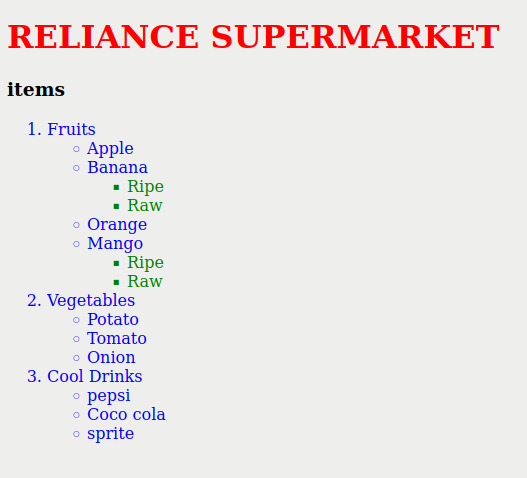 RELIANCE SUPERMARKET
items
1. Fruits
Apple
Banana
Ripe
Raw
Orange
Mango
Ripe
Raw
2. Vegetables
Potato
Tomato
Onion
3. Cool Drinks
pepsi
Coco cola
sprite